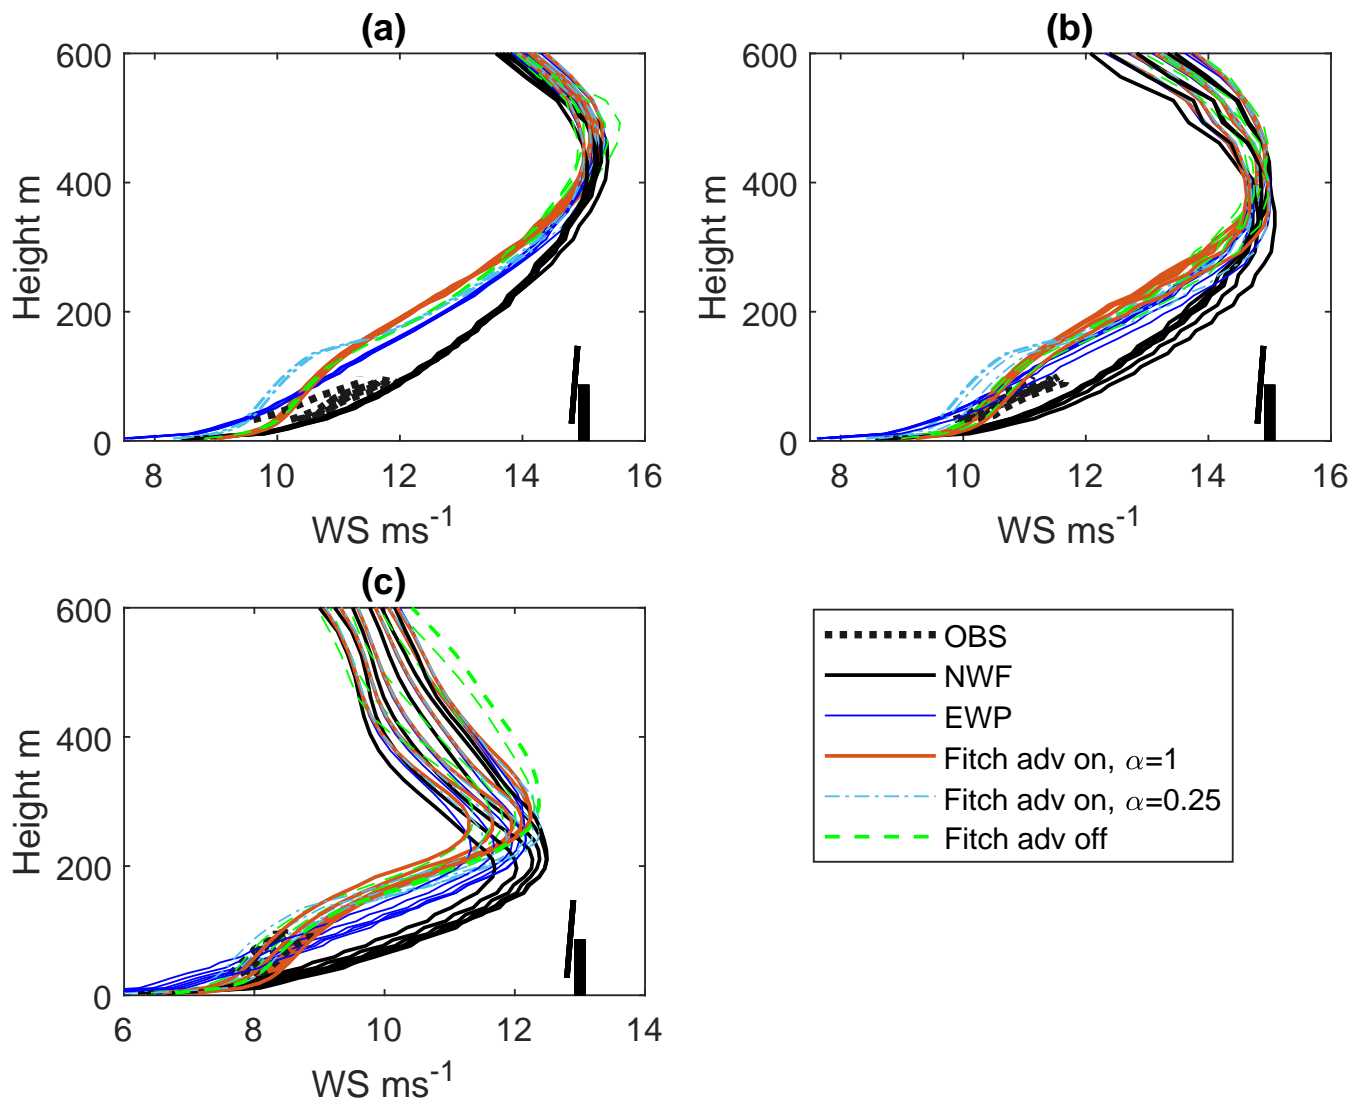 (a)
600
400
200
0
Height m
8 10 12 14 16
WS ms-1
(b)
600
400
200
0
Height m
8 10 12 14 16
WS ms-1
(c)
600
400
200
0
Height m
6 8 10 12 14
WS ms-1
OBS
NWF
EWP
Fitch adv on, α=1
Fitch adv on, α=0.25
Fitch adv off